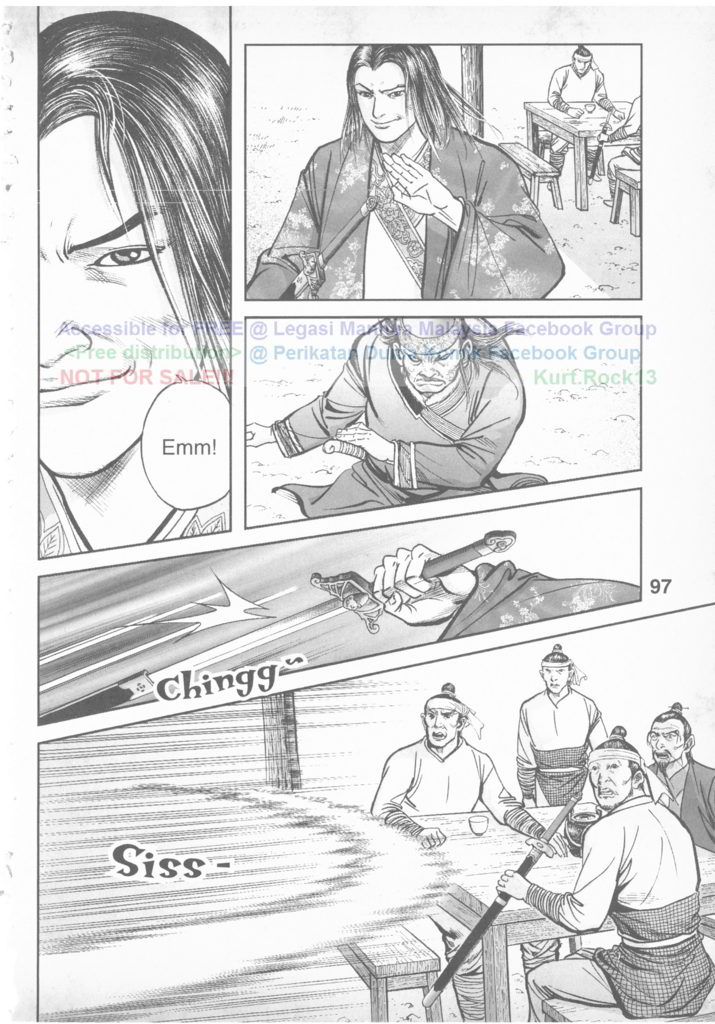 Accessible for FREE @ Legasi Manhua Malaysia Facebook Group
<Free distribution> @ Perikatan Dunia Komik Facebook Group
NOT FOR SALE!!!
Kurt.Rock13
Emm!
97
Chingg~
Siss-